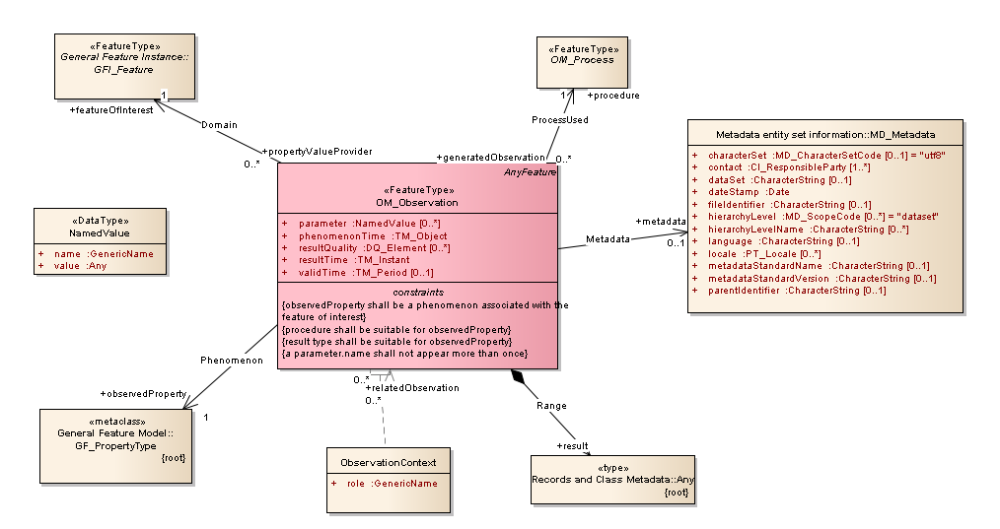 «FeatureType»
General Feature Instance::
GFI_Feature
1
+featureOfInterest
Domain
+propertyValueProvider
0..*
«FeatureType»
OM_Process
1
+procedure
ProcessUsed
+generatedObservation
0..*
Metadata entity set information::MD_Metadata
+ characterSet :MD_CharacterSetCode [0..1] = "utf8"
+ contact :CI_ResponsibleParty [1..*]
+ dataSet :CharacterString [0..1]
+ dateStamp :Date
+ fileIdentifier :CharacterString [0..1]
+ hierarchyLevel :MD_ScopeCode [0..*] = "dataset"
+ hierarchyLevelName :CharacterString [0..*]
+ language :CharacterString [0..1]
+ locale :PT_Locale [0..*]
+ metadataStandardName :CharacterString [0..1]
+ metadataStandardVersion :CharacterString [0..1]
+ parentIdentifier :CharacterString [0..1]
+metadata
Metadata
0..1
AnyFeature
«FeatureType»
OM_Observation
+ parameter :NamedValue [0..*]
+ phenomenonTime :TM_Object
+ resultQuality :DQ_Element [0..*]
+ resultTime :TM_Instant
+ validTime :TM_Period [0..1]
constraints
{observedProperty shall be a phenomenon associated with the
feature of interest}
{procedure shall be suitable for observedProperty}
{result type shall be suitable for observedProperty}
{a parameter.name shall not appear more than once}
«DataType»
NamedValue
+ name :GenericName
+ value :Any
Phenomenon
+observedProperty
1
«metaclass»
General Feature Model::
GF_PropertyType
{root}
0..*
+relatedObservation
0..*
ObservationContext
+ role :GenericName
Range
+result
«type»
Records and Class Metadata::Any
{root}